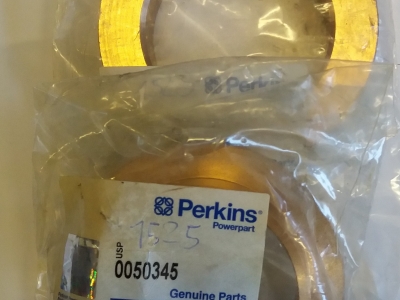 Perkins
Perkins®
Powerpart
1525
USP
0050345
Genuine Parts